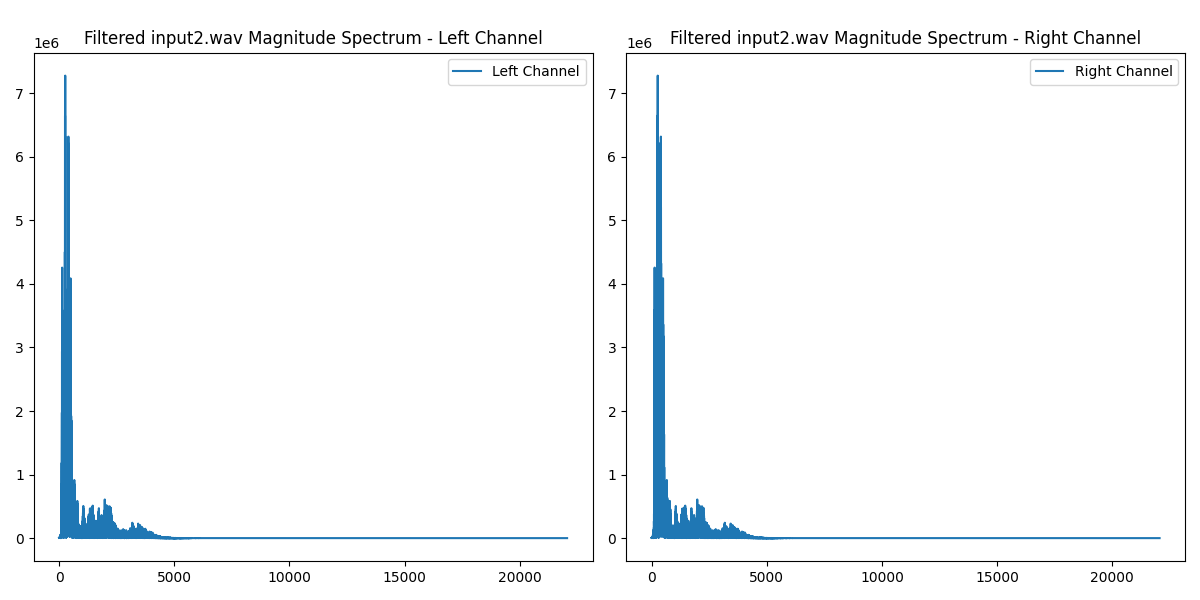 Filtered input2.wav Magnitude Spectrum - Left Channel
1e6
Left Channel
7
6
5
4
3
2
1
0
0 5000 10000 15000 20000
Filtered input2.wav Magnitude Spectrum - Right Channel
1e6
Right Channel
7
6
5
4
3
2
1
0
0 5000 10000 15000 20000